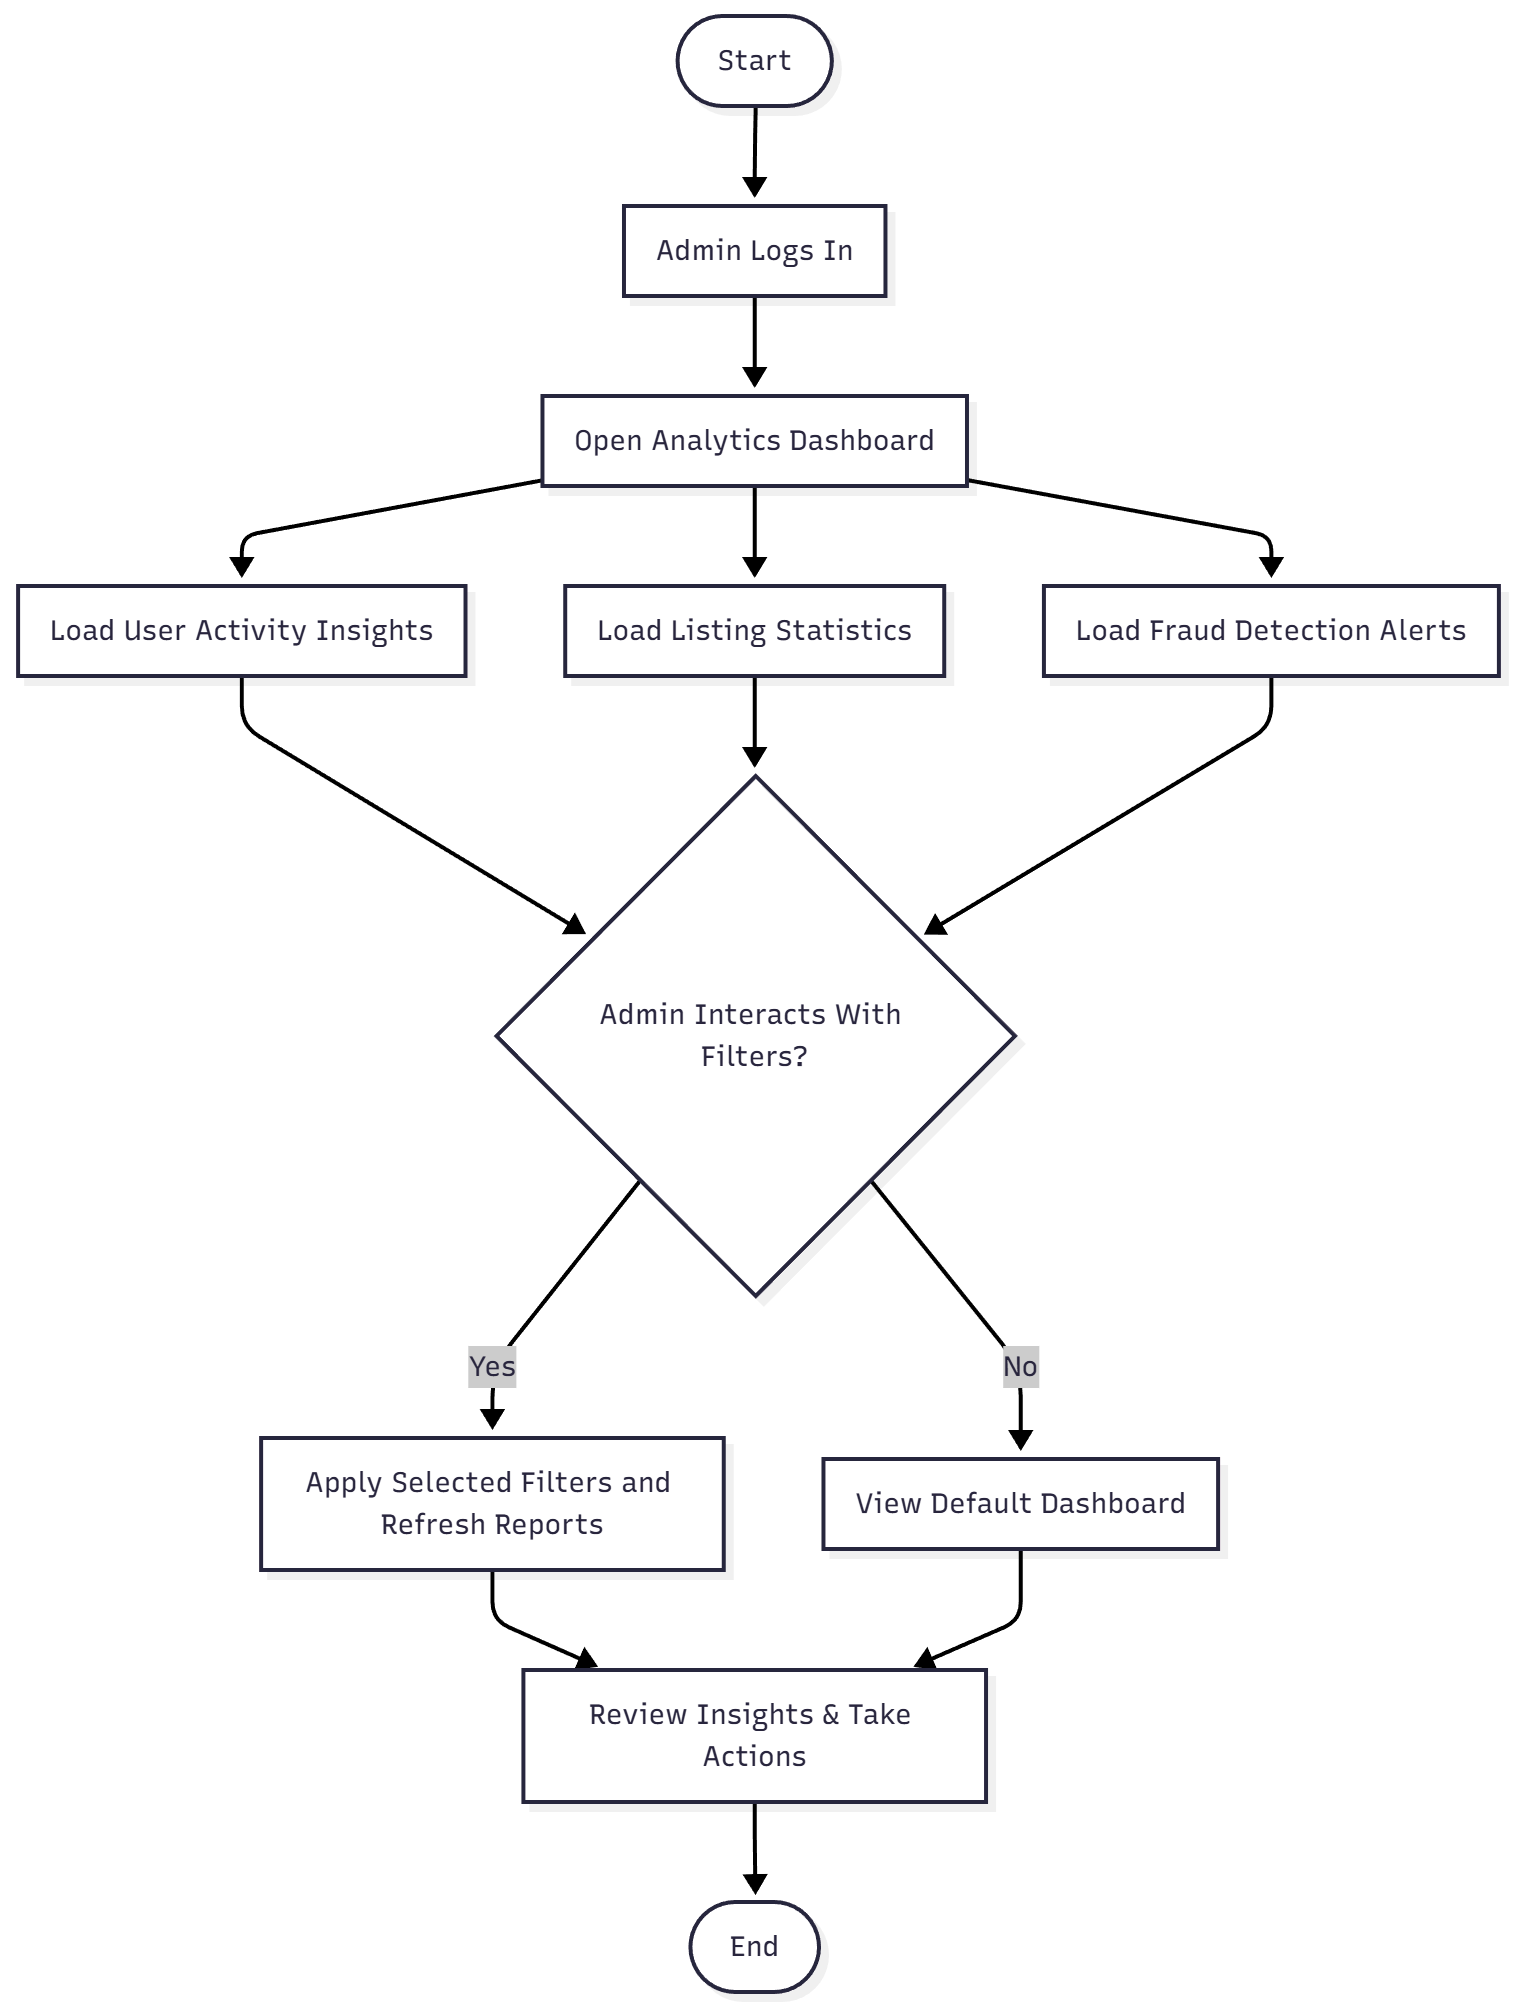 Start
Admin Logs In
Open Analytics Dashboard
Load User Activity Insights
Load Listing Statistics
Load Fraud Detection Alerts
Admin Interacts With
Filters?
Yes
No
Apply Selected Filters and
Refresh Reports
View Default Dashboard
Review Insights & Take
Actions
End